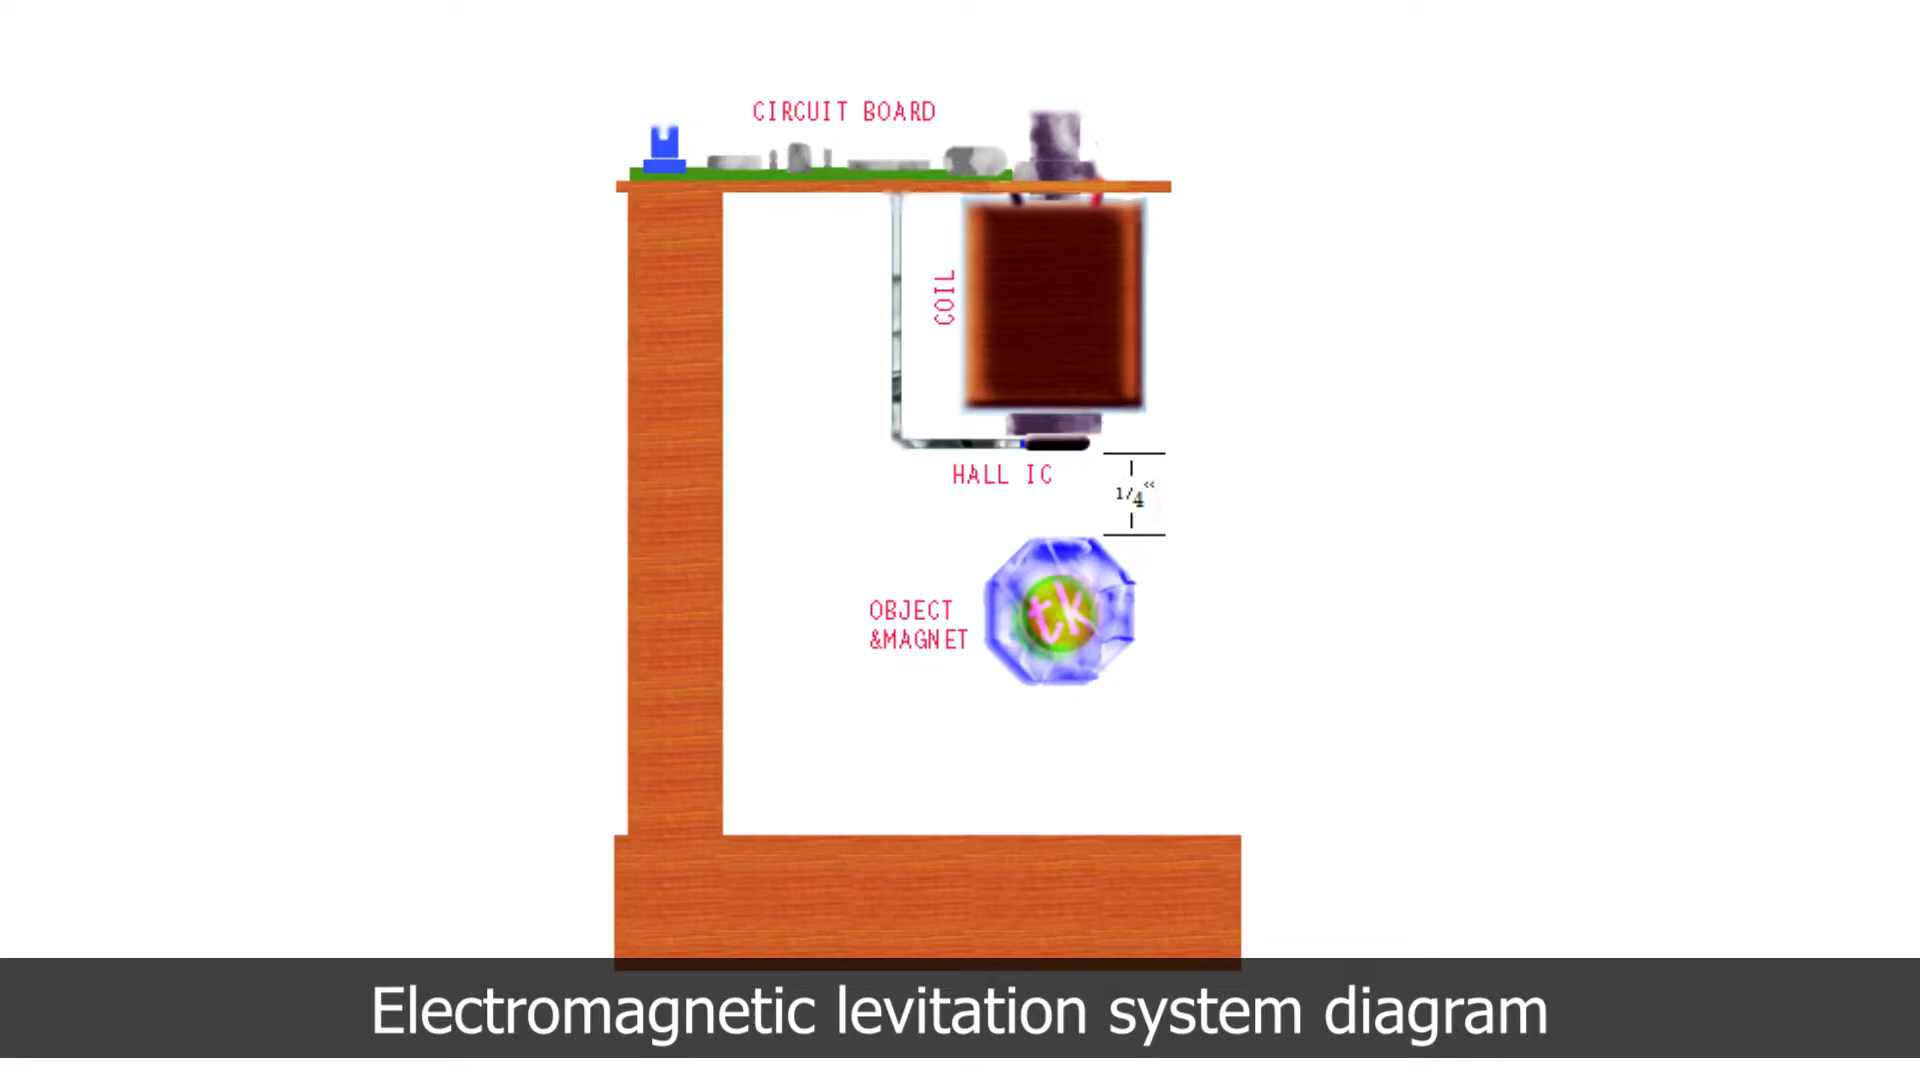 CIRCUIT BOARD
COIL
HALL IC
1/4“
OBJECT
&MAGNET
tk
Electromagnetic levitation system diagram